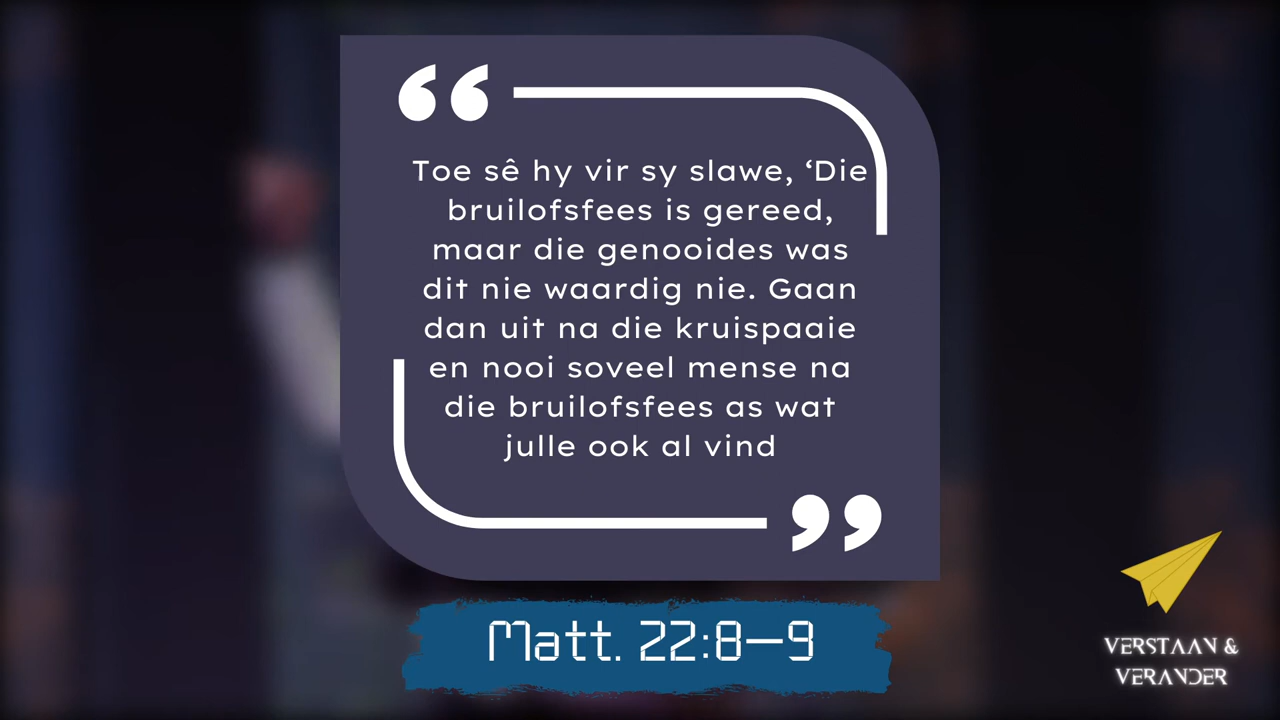 “
Toe sê hy vir sy slawe, ‘Die
bruilofsfees is gereed,
maar die genooides was
dit nie waardig nie. Gaan
dan uit na die kruispaaie
en nooi soveel mense na
die bruilofsfees as wat
julle ook al vind
”
Matt. 22:8—9
VERSTAAN &
VERANDER